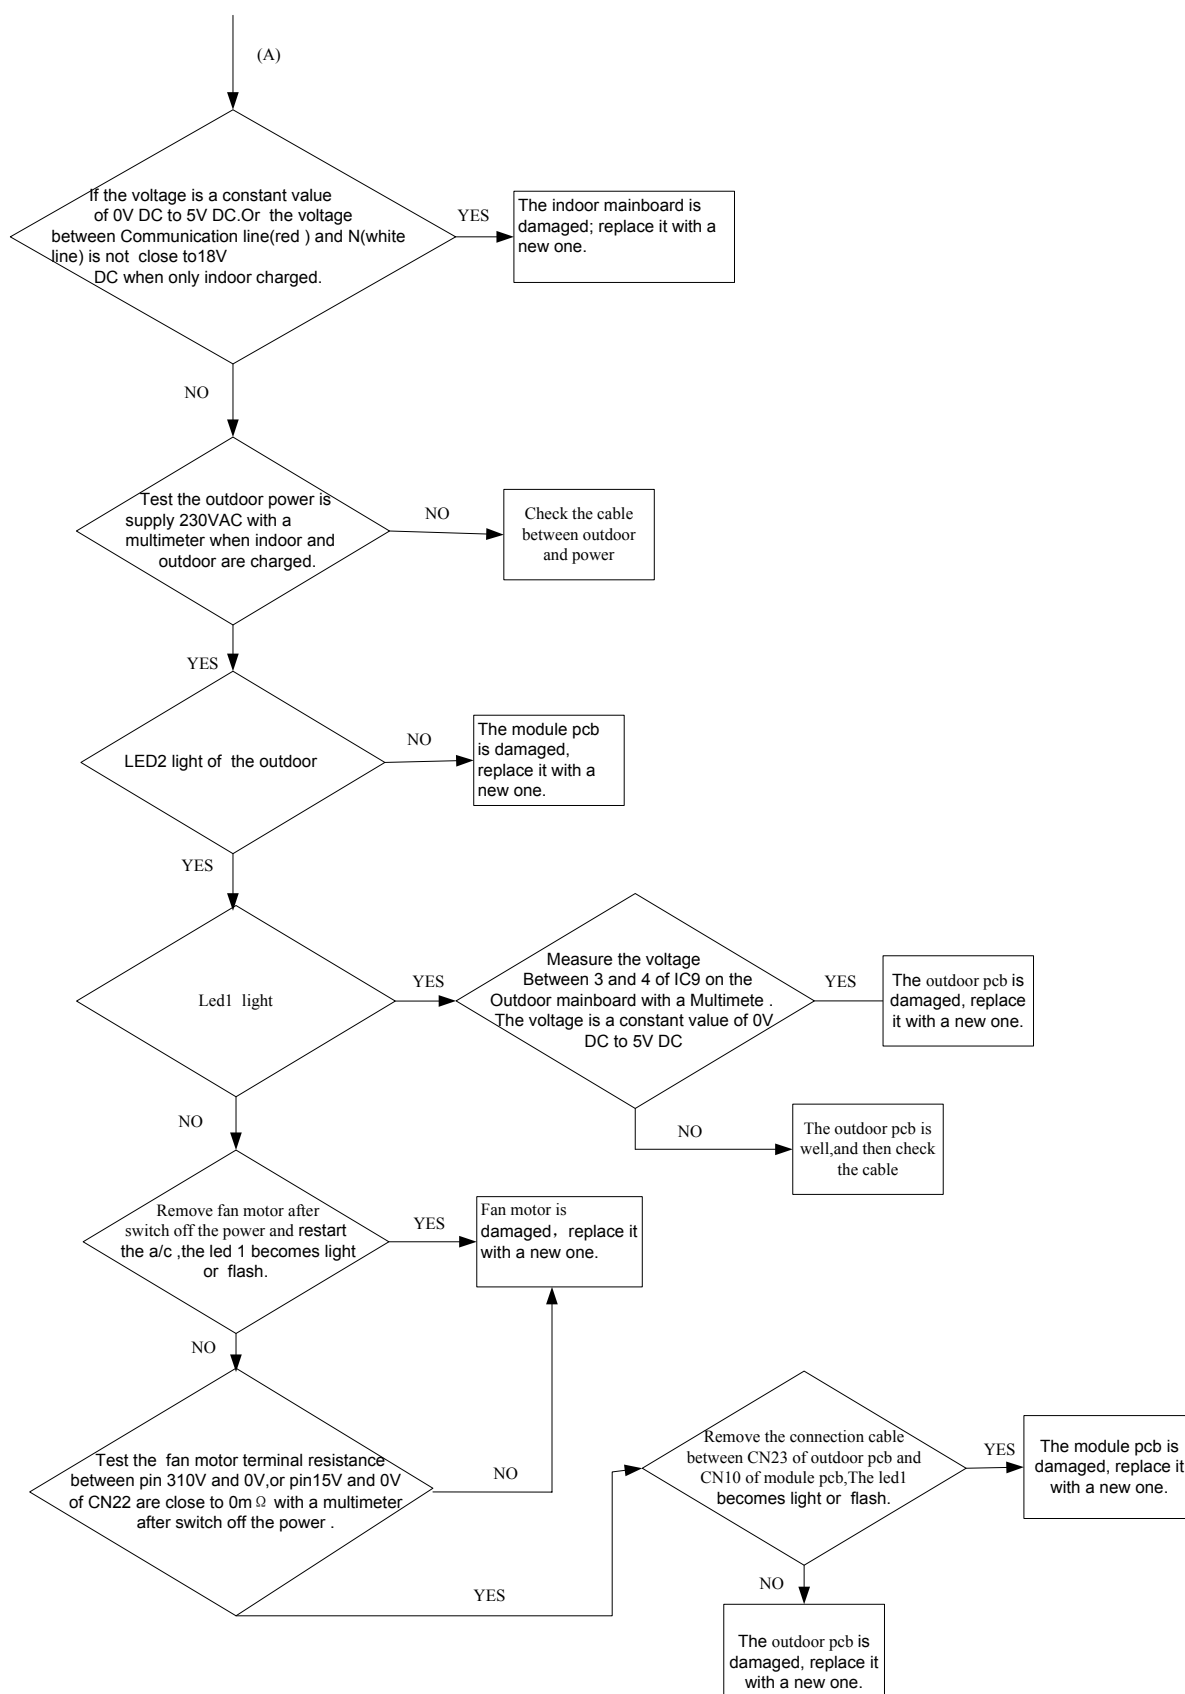 (A)
If the voltage is a constant value
of 0V DC to 5V DC.Or the voltage
between Communication line(red ) and N(white
line) is not close to18V
DC when only indoor charged.
YES
The indoor mainboard is
damaged; replace it with a
new one.
NO
Test the outdoor power is
supply 230VAC with a
multimeter when indoor and
outdoor are charged.
NO
Check the cable
between outdoor
and power
YES
LED2 light of the outdoor
NO
The module pcb
is damaged,
replace it with a
new one.
YES
Led1 light
YES
Measure the voltage
Between 3 and 4 of IC9 on the
Outdoor mainboard with a Multimete .
The voltage is a constant value of 0V
DC to 5V DC
YES
The outdoor pcb is
damaged, replace
it with a new one.
NO
The outdoor pcb is
well,and then check
the cable
NO
Remove fan motor after
switch off the power and restart
the a/c ,the led 1 becomes light
or flash.
YES
Fan motor is
damaged，replace it
with a new one.
NO
Test the fan motor terminal resistance
between pin 310V and 0V,or pin15V and 0V
of CN22 are close to 0mΩ with a multimeter
after switch off the power .
NO
YES
Remove the connection cable
between CN23 of outdoor pcb and
CN10 of module pcb,The led1
becomes light or flash.
YES
The module pcb is
damaged, replace it
with a new one.
NO
The outdoor pcb is
damaged, replace it
with a new one.